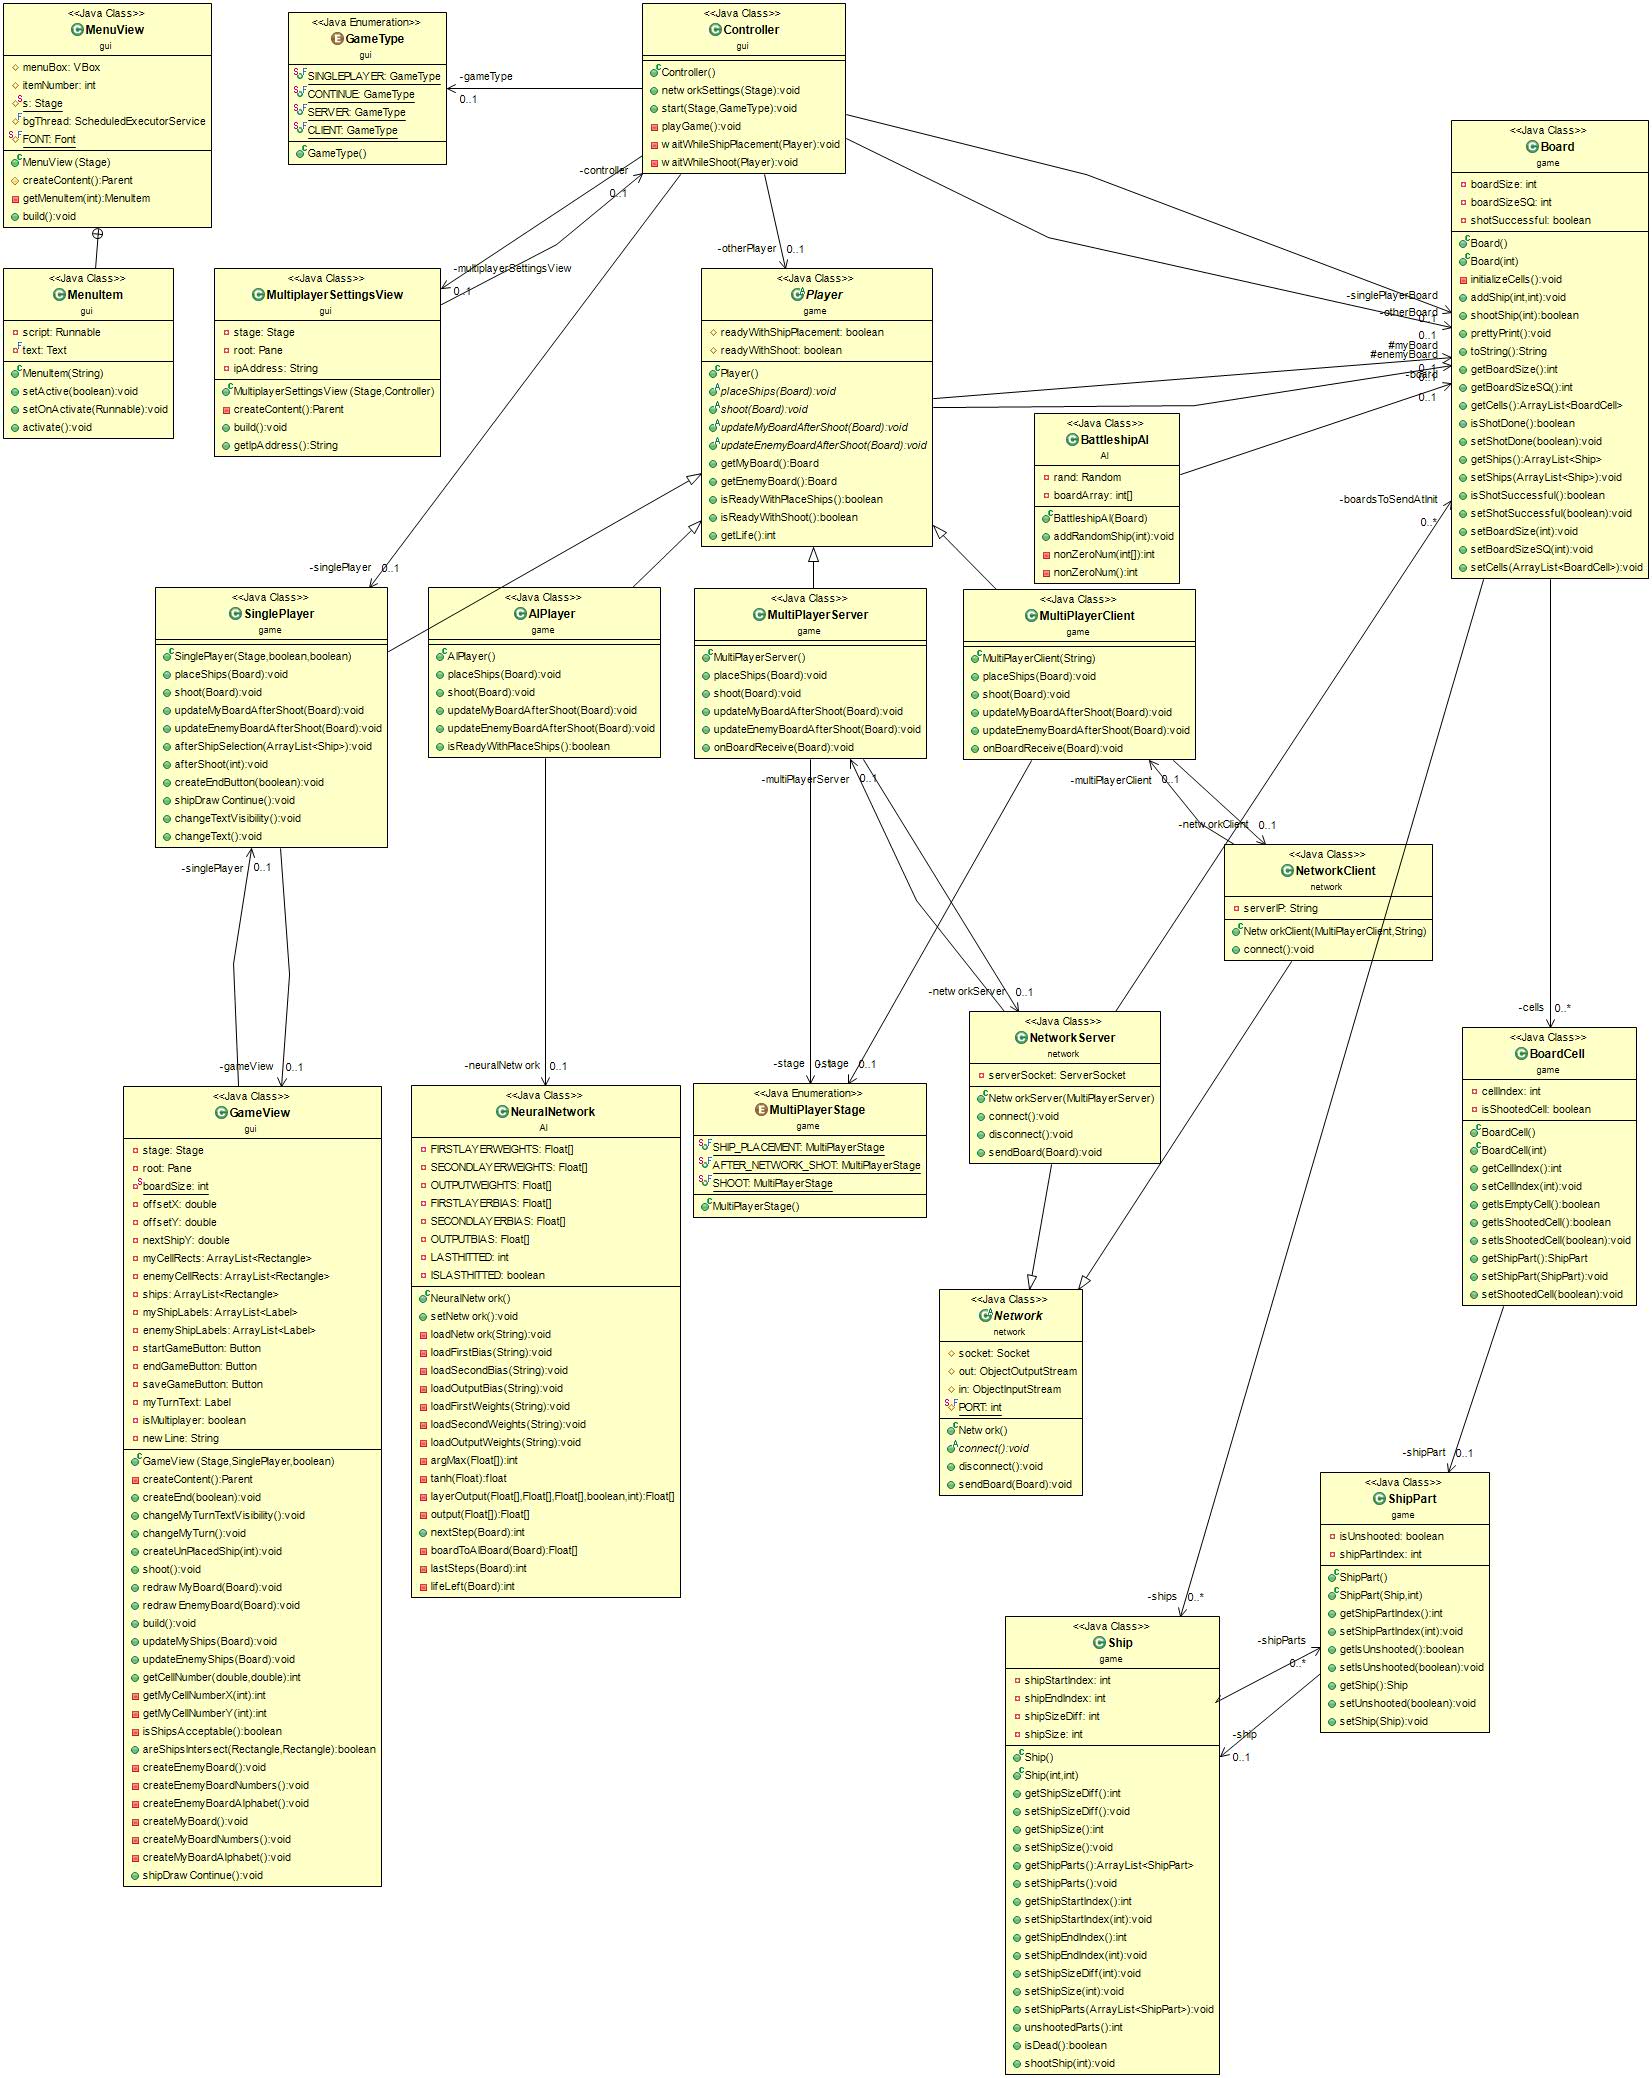 <<Java Class>>
MenuView
gui
menuBox: VBox
itemNumber: int
s: Stage
bgThread: ScheduledExecutorService
FONT: Font
MenuView(Stage)
createContent():Parent
getMenuItem(int):MenuItem
build():void
<<Java Enumeration>>
GameType
gui
SINGLEPLAYER: GameType
CONTINUE: GameType
SERVER: GameType
CLIENT: GameType
GameType()
<<Java Class>>
Controller
gui
Controller()
networkSettings(Stage):void
start(Stage,GameType):void
playGame():void
waitWhileShipPlacement(Player):void
waitWhileShoot(Player):void
-gameType
0..1
-controller
0..1
-multiplayerSettingsView
0..1
-otherPlayer
0..1
<<Java Class>>
MenuItem
gui
script: Runnable
text: Text
MenuItem(String)
setActive(boolean):void
setOnActivate(Runnable):void
activate():void
<<Java Class>>
MultiplayerSettingsView
gui
stage: Stage
root: Pane
ipAddress: String
MultiplayerSettingsView(Stage,Controller)
createContent():Parent
build():void
getIpAddress():String
<<Java Class>>
Player
game
readyWithShipPlacement: boolean
readyWithShoot: boolean
Player()
placeShips(Board):void
shoot(Board):void
updateMyBoardAfterShoot(Board):void
updateEnemyBoardAfterShoot(Board):void
getMyBoard():Board
getEnemyBoard():Board
isReadyWithPlaceShips():boolean
isReadyWithShoot():boolean
getLife():int
<<Java Class>>
Board
game
boardSize: int
boardSizeSQ: int
shotSuccessful: boolean
Board()
Board(int)
initializeCells():void
addShip(int,int):void
shootShip(int):boolean
prettyPrint():void
toString():String
getBoardSize():int
getBoardSizeSQ():int
getCells():ArrayList<BoardCell>
isShotDone():boolean
setShotDone(boolean):void
getShips():ArrayList<Ship>
setShips(ArrayList<Ship>):void
isShotSuccessful():boolean
setShotSuccessful(boolean):void
setBoardSize(int):void
setBoardSizeSQ(int):void
setCells(ArrayList<BoardCell>):void
-singlePlayerBoard
0..1
-otherBoard
0..1
#myBoard
#enemyBoard
0..1
-board
0..1
0..1
-boardsToSendAtInit
0..*
<<Java Class>>
BattleshipAI
AI
rand: Random
boardArray: int[]
BattleshipAI(Board)
addRandomShip(int):void
nonZeroNum(int[]):int
nonZeroNum():int
-singlePlayer
0..1
<<Java Class>>
SinglePlayer
game
SinglePlayer(Stage,boolean,boolean)
placeShips(Board):void
shoot(Board):void
updateMyBoardAfterShoot(Board):void
updateEnemyBoardAfterShoot(Board):void
afterShipSelection(ArrayList<Ship>):void
afterShoot(int):void
createEndButton(boolean):void
shipDrawContinue():void
changeTextVisibility():void
changeText():void
<<Java Class>>
AIPlayer
game
AIPlayer()
placeShips(Board):void
shoot(Board):void
updateMyBoardAfterShoot(Board):void
updateEnemyBoardAfterShoot(Board):void
isReadyWithPlaceShips():boolean
<<Java Class>>
MultiPlayerServer
game
MultiPlayerServer()
placeShips(Board):void
shoot(Board):void
updateMyBoardAfterShoot(Board):void
updateEnemyBoardAfterShoot(Board):void
onBoardReceive(Board):void
<<Java Class>>
MultiPlayerClient
game
MultiPlayerClient(String)
placeShips(Board):void
shoot(Board):void
updateMyBoardAfterShoot(Board):void
updateEnemyBoardAfterShoot(Board):void
onBoardReceive(Board):void
-multiPlayerServer
0..1
-multiPlayerClient
0..1
-networkClient
0..1
<<Java Class>>
NetworkClient
network
serverIP: String
NetworkClient(MultiPlayerClient,String)
connect():void
-singlePlayer
0..1
-gameView
0..1
-neuralNetwork
0..1
-stage
0..1
-stage
0..1
-networkServer
0..1
-cells
0..*
<<Java Class>>
NetworkServer
network
serverSocket: ServerSocket
NetworkServer(MultiPlayerServer)
connect():void
disconnect():void
sendBoard(Board):void
<<Java Class>>
BoardCell
game
cellIndex: int
isShootedCell: boolean
BoardCell()
BoardCell(int)
getCellIndex():int
setCellIndex(int):void
getIsEmptyCell():boolean
getIsShootedCell():boolean
setIsShootedCell(boolean):void
getShipPart():ShipPart
setShipPart(ShipPart):void
setShootedCell(boolean):void
<<Java Class>>
GameView
gui
stage: Stage
root: Pane
boardSize: int
offsetX: double
offsetY: double
nextShipY: double
myCellRects: ArrayList<Rectangle>
enemyCellRects: ArrayList<Rectangle>
ships: ArrayList<Rectangle>
myShipLabels: ArrayList<Label>
enemyShipLabels: ArrayList<Label>
startGameButton: Button
endGameButton: Button
saveGameButton: Button
myTurnText: Label
isMultiplayer: boolean
newLine: String
GameView(Stage,SinglePlayer,boolean)
createContent():Parent
createEnd(boolean):void
changeMyTurnTextVisibility():void
changeMyTurn():void
createUnPlacedShip(int):void
shoot():void
redrawMyBoard(Board):void
redrawEnemyBoard(Board):void
build():void
updateMyShips(Board):void
updateEnemyShips(Board):void
getCellNumber(double,double):int
getMyCellNumberX(int):int
getMyCellNumberY(int):int
isShipsAcceptable():boolean
areShipsIntersect(Rectangle,Rectangle):boolean
createEnemyBoard():void
createEnemyBoardNumbers():void
createEnemyBoardAlphabet():void
createMyBoard():void
createMyBoardNumbers():void
createMyBoardAlphabet():void
shipDrawContinue():void
<<Java Class>>
NeuralNetwork
AI
FIRSTLAYERWEIGHTS: Float[]
SECONDLAYERWEIGHTS: Float[]
OUTPUTWEIGHTS: Float[]
FIRSTLAYERBIAS: Float[]
SECONDLAYERBIAS: Float[]
OUTPUTBIAS: Float[]
LASTHITTED: int
ISLASTHITTED: boolean
NeuralNetwork()
setNetwork():void
loadNetwork(String):void
loadFirstBias(String):void
loadSecondBias(String):void
loadOutputBias(String):void
loadFirstWeights(String):void
loadSecondWeights(String):void
loadOutputWeights(String):void
argMax(Float[]):int
tanh(Float):float
layerOutput(Float[],Float[],Float[],boolean,int):Float[]
output(Float[]):Float[]
nextStep(Board):int
boardToAIBoard(Board):Float[]
lastSteps(Board):int
lifeLeft(Board):int
<<Java Enumeration>>
MultiPlayerStage
game
SHIP_PLACEMENT: MultiPlayerStage
AFTER_NETWORK_SHOT: MultiPlayerStage
SHOOT: MultiPlayerStage
MultiPlayerStage()
<<Java Class>>
Network
network
socket: Socket
out: ObjectOutputStream
in: ObjectInputStream
PORT: int
Network()
connect():void
disconnect():void
sendBoard(Board):void
-shipPart
0..1
<<Java Class>>
ShipPart
game
isUnshooted: boolean
shipPartIndex: int
ShipPart()
ShipPart(Ship,int)
getShipPartIndex():int
setShipPartIndex(int):void
getIsUnshooted():boolean
setIsUnshooted(boolean):void
getShip():Ship
setUnshooted(boolean):void
setShip(Ship):void
-ships
0..*
-shipParts
0..*
-ship
0..1
<<Java Class>>
Ship
game
shipStartIndex: int
shipEndIndex: int
shipSizeDiff: int
shipSize: int
Ship()
Ship(int,int)
getShipSizeDiff():int
setShipSizeDiff():void
getShipSize():int
setShipSize():void
getShipParts():ArrayList<ShipPart>
setShipParts():void
getShipStartIndex():int
setShipStartIndex(int):void
getShipEndIndex():int
setShipEndIndex(int):void
setShipSizeDiff(int):void
setShipSize(int):void
setShipParts(ArrayList<ShipPart>):void
unshootedParts():int
isDead():boolean
shootShip(int):void